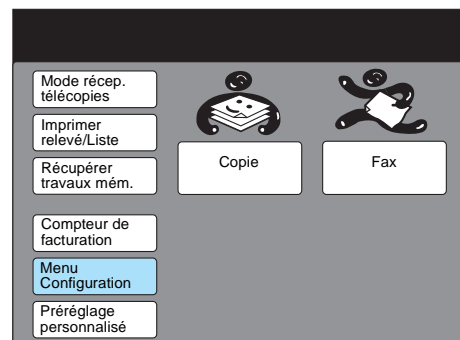 Mode récep.
télécopies
Imprimer
relevé/Liste
Récupérer
travaux mém.
Compteur de
facturation
Menu
Configuration
Préréglage
personnalisé
Copie
Fax